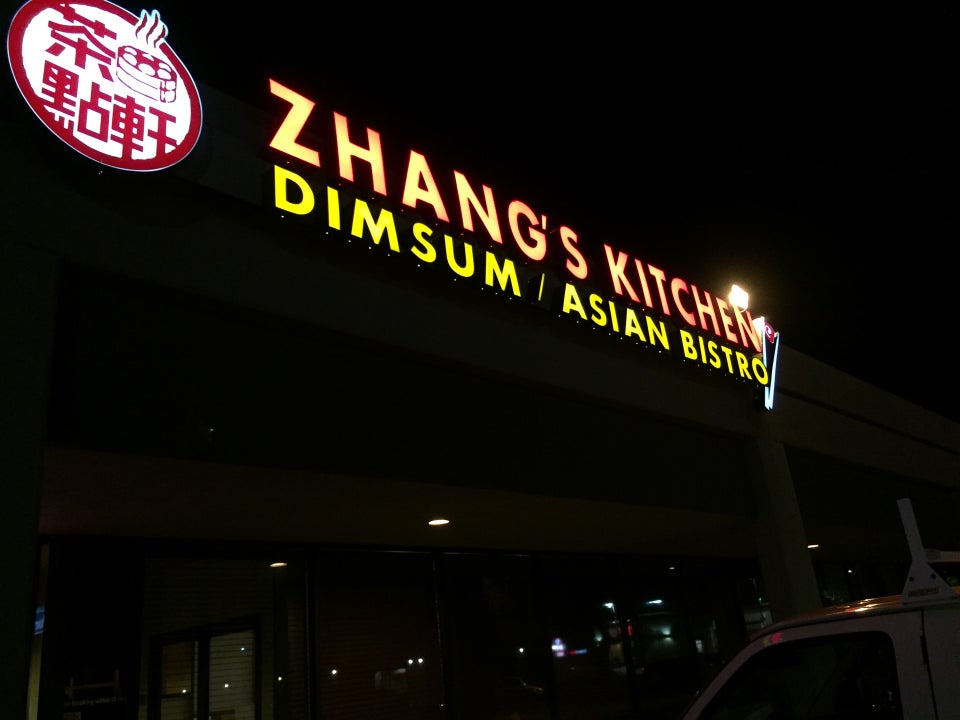 茶
點軒
ZHANG'S KITCHEN
DIMSUM / ASIAN BISTRO